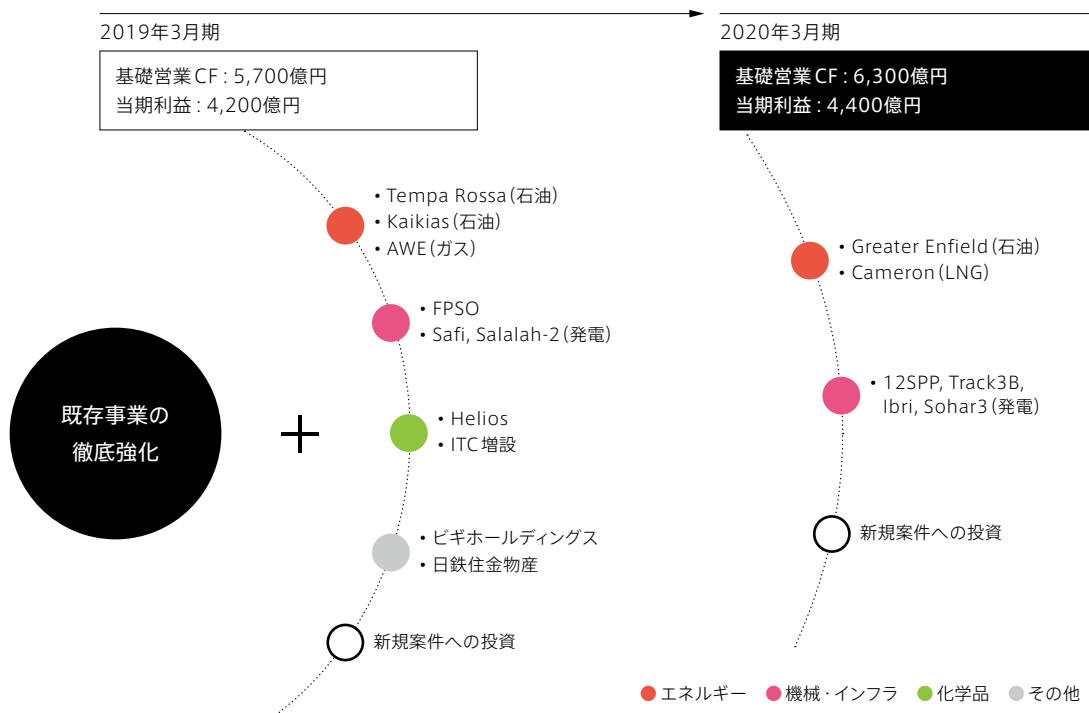 2019年3月期
基礎営業CF : 5,700億円
当期利益 : 4,200億円
• Tempa Rossa(石油)
• Kaikias(石油)
• AWE(ガス)
• FPSO
• Safi, Salalah-2(発電)
既存事業の
徹底強化
+
• Helios
• ITC増設
• ビギホールディングス
• 日鉄住金物産
新規案件への投資
2020年3月期
基礎営業CF : 6,300億円
当期利益 : 4,400億円
• Greater Enfield(石油)
• Cameron(LNG)
• 12SPP, Track3B,
Ibri, Sohar3(発電)
新規案件への投資
エネルギー 機械・インフラ 化学品 その他